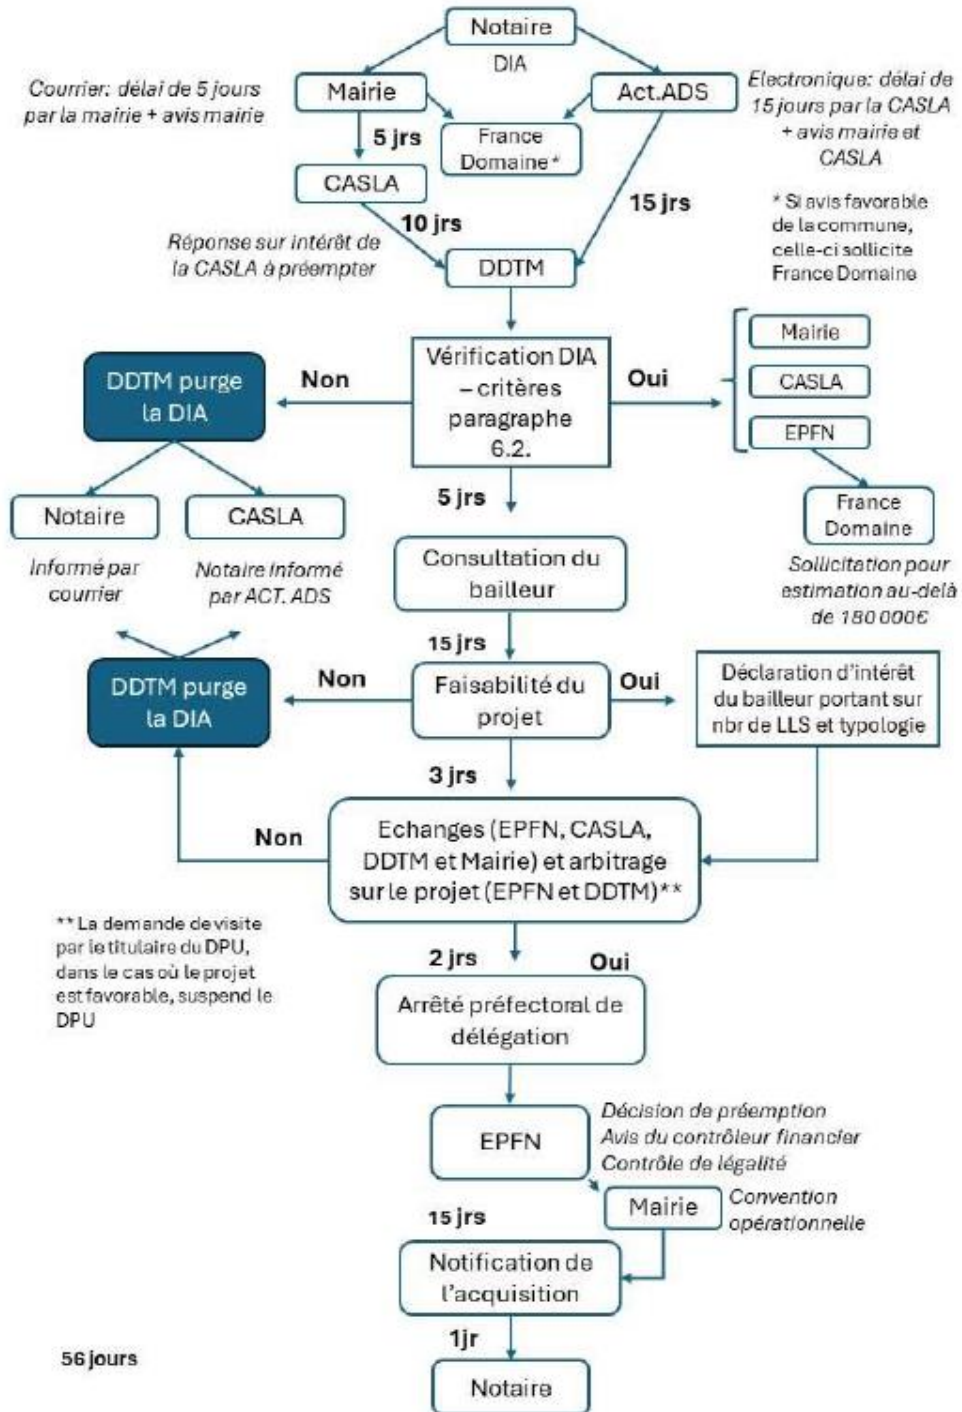 Notaire
DIA
Courrier: délai de 5 jours
par la mairie + avis mairie
Mairie
Act.ADS
Electronique: délai de
15 jours par la CASLA
+ avis mairie et
CASLA
5 jrs
France
Domaine *
CASLA
10 jrs
15 jrs
Réponse sur intérêt de
la CASLA à préempter
* Si avis favorable
de la commune,
celle-ci sollicite
France Domaine
DDTM
Vérification DIA
– critères
paragraphe
6.2.
Non
Oui
DDTM purge
la DIA
Mairie
CASLA
EPFN
5 jrs
Notaire
CASLA
Informé par
courrier
Notaire informé
par ACT. ADS
France
Domaine
Sollicitation pour
estimation au-delà
de 180 000€
Consultation du
bailleur
15 jrs
DDTM purge
la DIA
Non
Faisabilité du
projet
Oui
Déclaration d'intérêt
du bailleur portant sur
nbr de LLS et typologie
3 jrs
Non
Echanges (EPFN, CASLA,
DDTM et Mairie) et arbitrage
sur le projet (EPFN et DDTM)**
** La demande de visite
par le titulaire du DPU,
dans le cas où le projet
est favorable, suspend le
DPU
2 jrs
Oui
Arrêté préfectoral de
délégation
EPFN
Décision de préemption
Avis du contrôleur financier
Contrôle de légalité
Mairie
Convention
opérationnelle
15 jrs
Notification de
l'acquisition
1jr
56 jours
Notaire